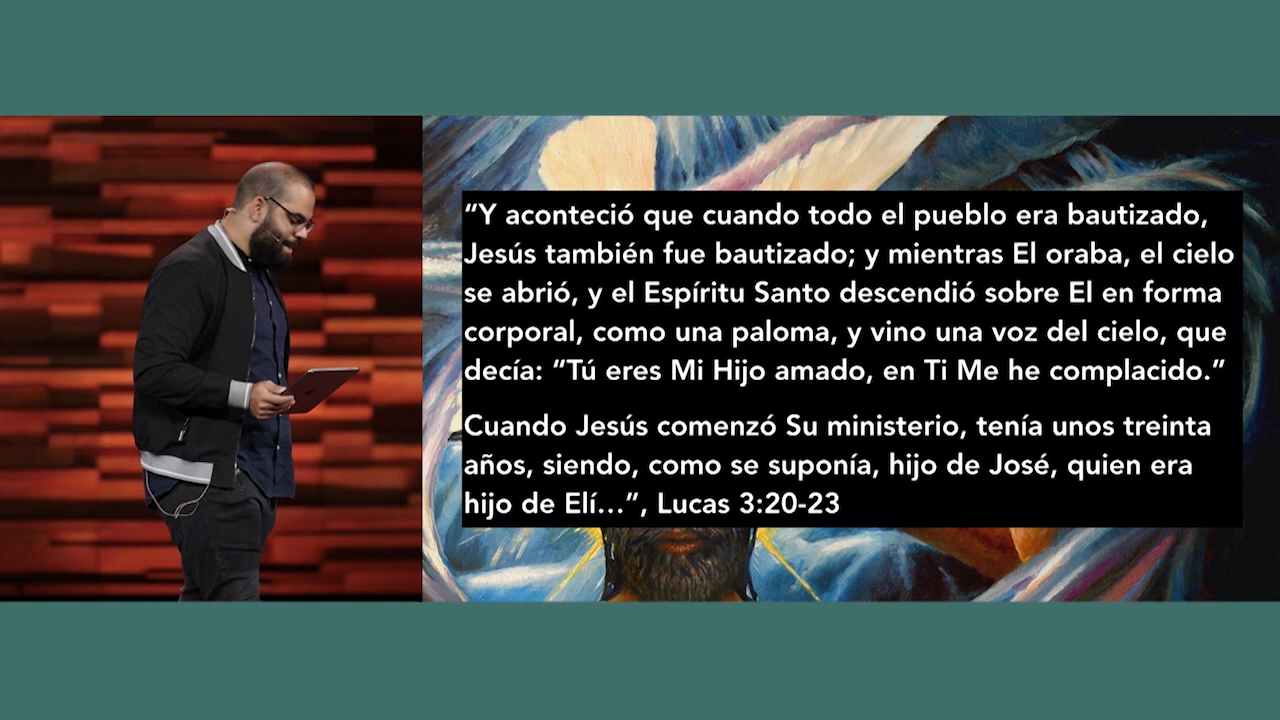 “Y aconteció que cuando todo el pueblo era bautizado,
Jesús también fue bautizado; y mientras El oraba, el cielo
se abrió, y el Espíritu Santo descendió sobre El en forma
corporal, como una paloma, y vino una voz del cielo, que
decía: “Tú eres Mi Hijo amado, en Ti Me he complacido.”
Cuando Jesús comenzó Su ministerio, tenía unos treinta
años, siendo, como se suponía, hijo de José, quien era
hijo de Elí…”, Lucas 3:20-23